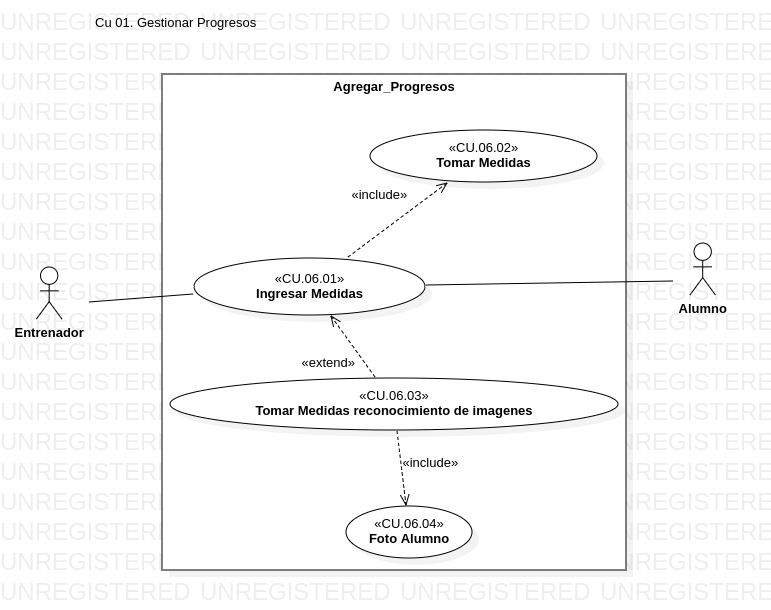 Cu 01. Gestionar Progresos
UNREGISTERED UNREGISTERED UNREGISTERED UNREGISTERED
Agregar_Progresos
«CU.06.02»
Tomar Medidas
«include»
«CU.06.01»
Ingresar Medidas
Entrenador
Alumno
«extend»
«CU.06.03»
Tomar Medidas reconocimiento de imagenes
«include»
«CU.06.04»
Foto Alumno